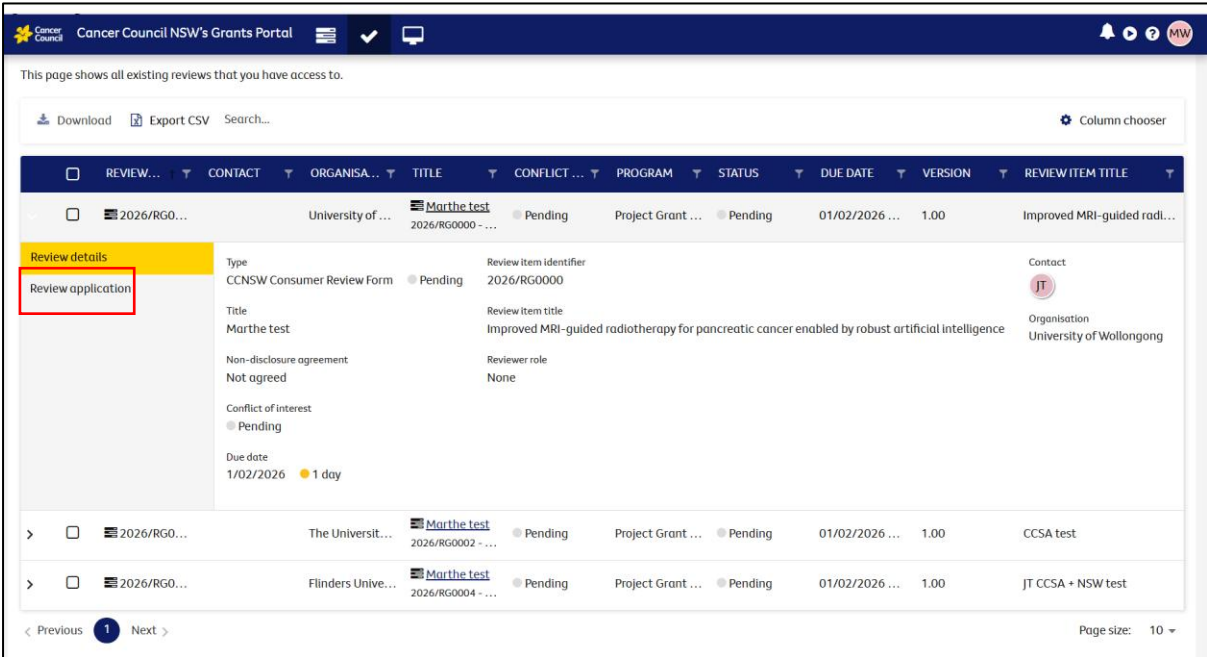 Cancer Council Cancer Council NSW's Grants Portal MW
This page shows all existing reviews that you have access to.
Download Export CSV Search... Column chooser
REVIEW... CONTACT ORGANISA... TITLE CONFLICT ... PROGRAM STATUS DUE DATE VERSION REVIEW ITEM TITLE
2026/RG0... University of ... Marthe test Pending Project Grant ... Pending 01/02/2026 ... 1.00 Improved MRI-guided radi...
2026/RG0000 - ...
Review details
Review application
Type Review item identifier Contact
CCNSW Consumer Review Form Pending 2026/RG0000 JT
Title Review item title Organisation
Marthe test Improved MRI-guided radiotherapy for pancreatic cancer enabled by robust artificial intelligence University of Wollongong
Non-disclosure agreement Reviewer role
Not agreed None
Conflict of interest
Pending
Due date
1/02/2026 1 day
2026/RG0... The Universit... Marthe test Pending Project Grant ... Pending 01/02/2026 ... 1.00 CCSA test
2026/RG0002 - ...
2026/RG0... Flinders Unive... Marthe test Pending Project Grant ... Pending 01/02/2026 ... 1.00 JT CCSA + NSW test
2026/RG0004 - ...
< Previous 1 Next > Page size: 10